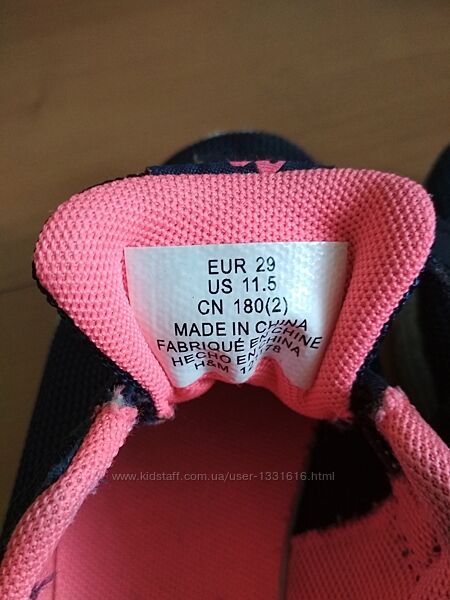 EUR 29
US 11.5
CN 180(2)
MADE IN CHINA
FABRIQUÉ EN CHINE
HECHO EN CHINA
H&M
www.kidstaff.com.ua/user-1331616.html